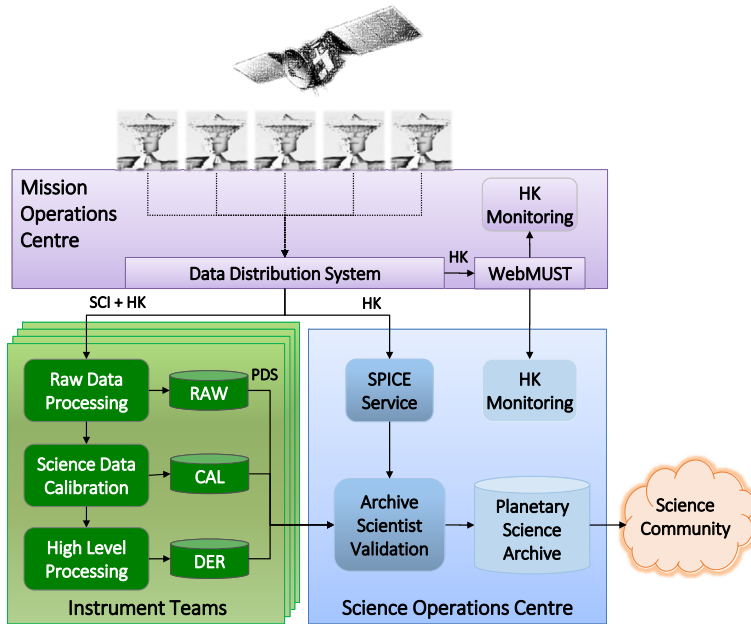 Mission
Operations
Centre
HK
Monitoring
Data Distribution System
HK
WebMUST
SCI + HK
HK
Raw Data
Processing
RAW
PDS
SPICE
Service
HK
Monitoring
Science Data
Calibration
CAL
Archive
Scientist
Validation
Planetary
Science
Archive
Science
Community
High Level
Processing
DER
Instrument Teams
Science Operations Centre